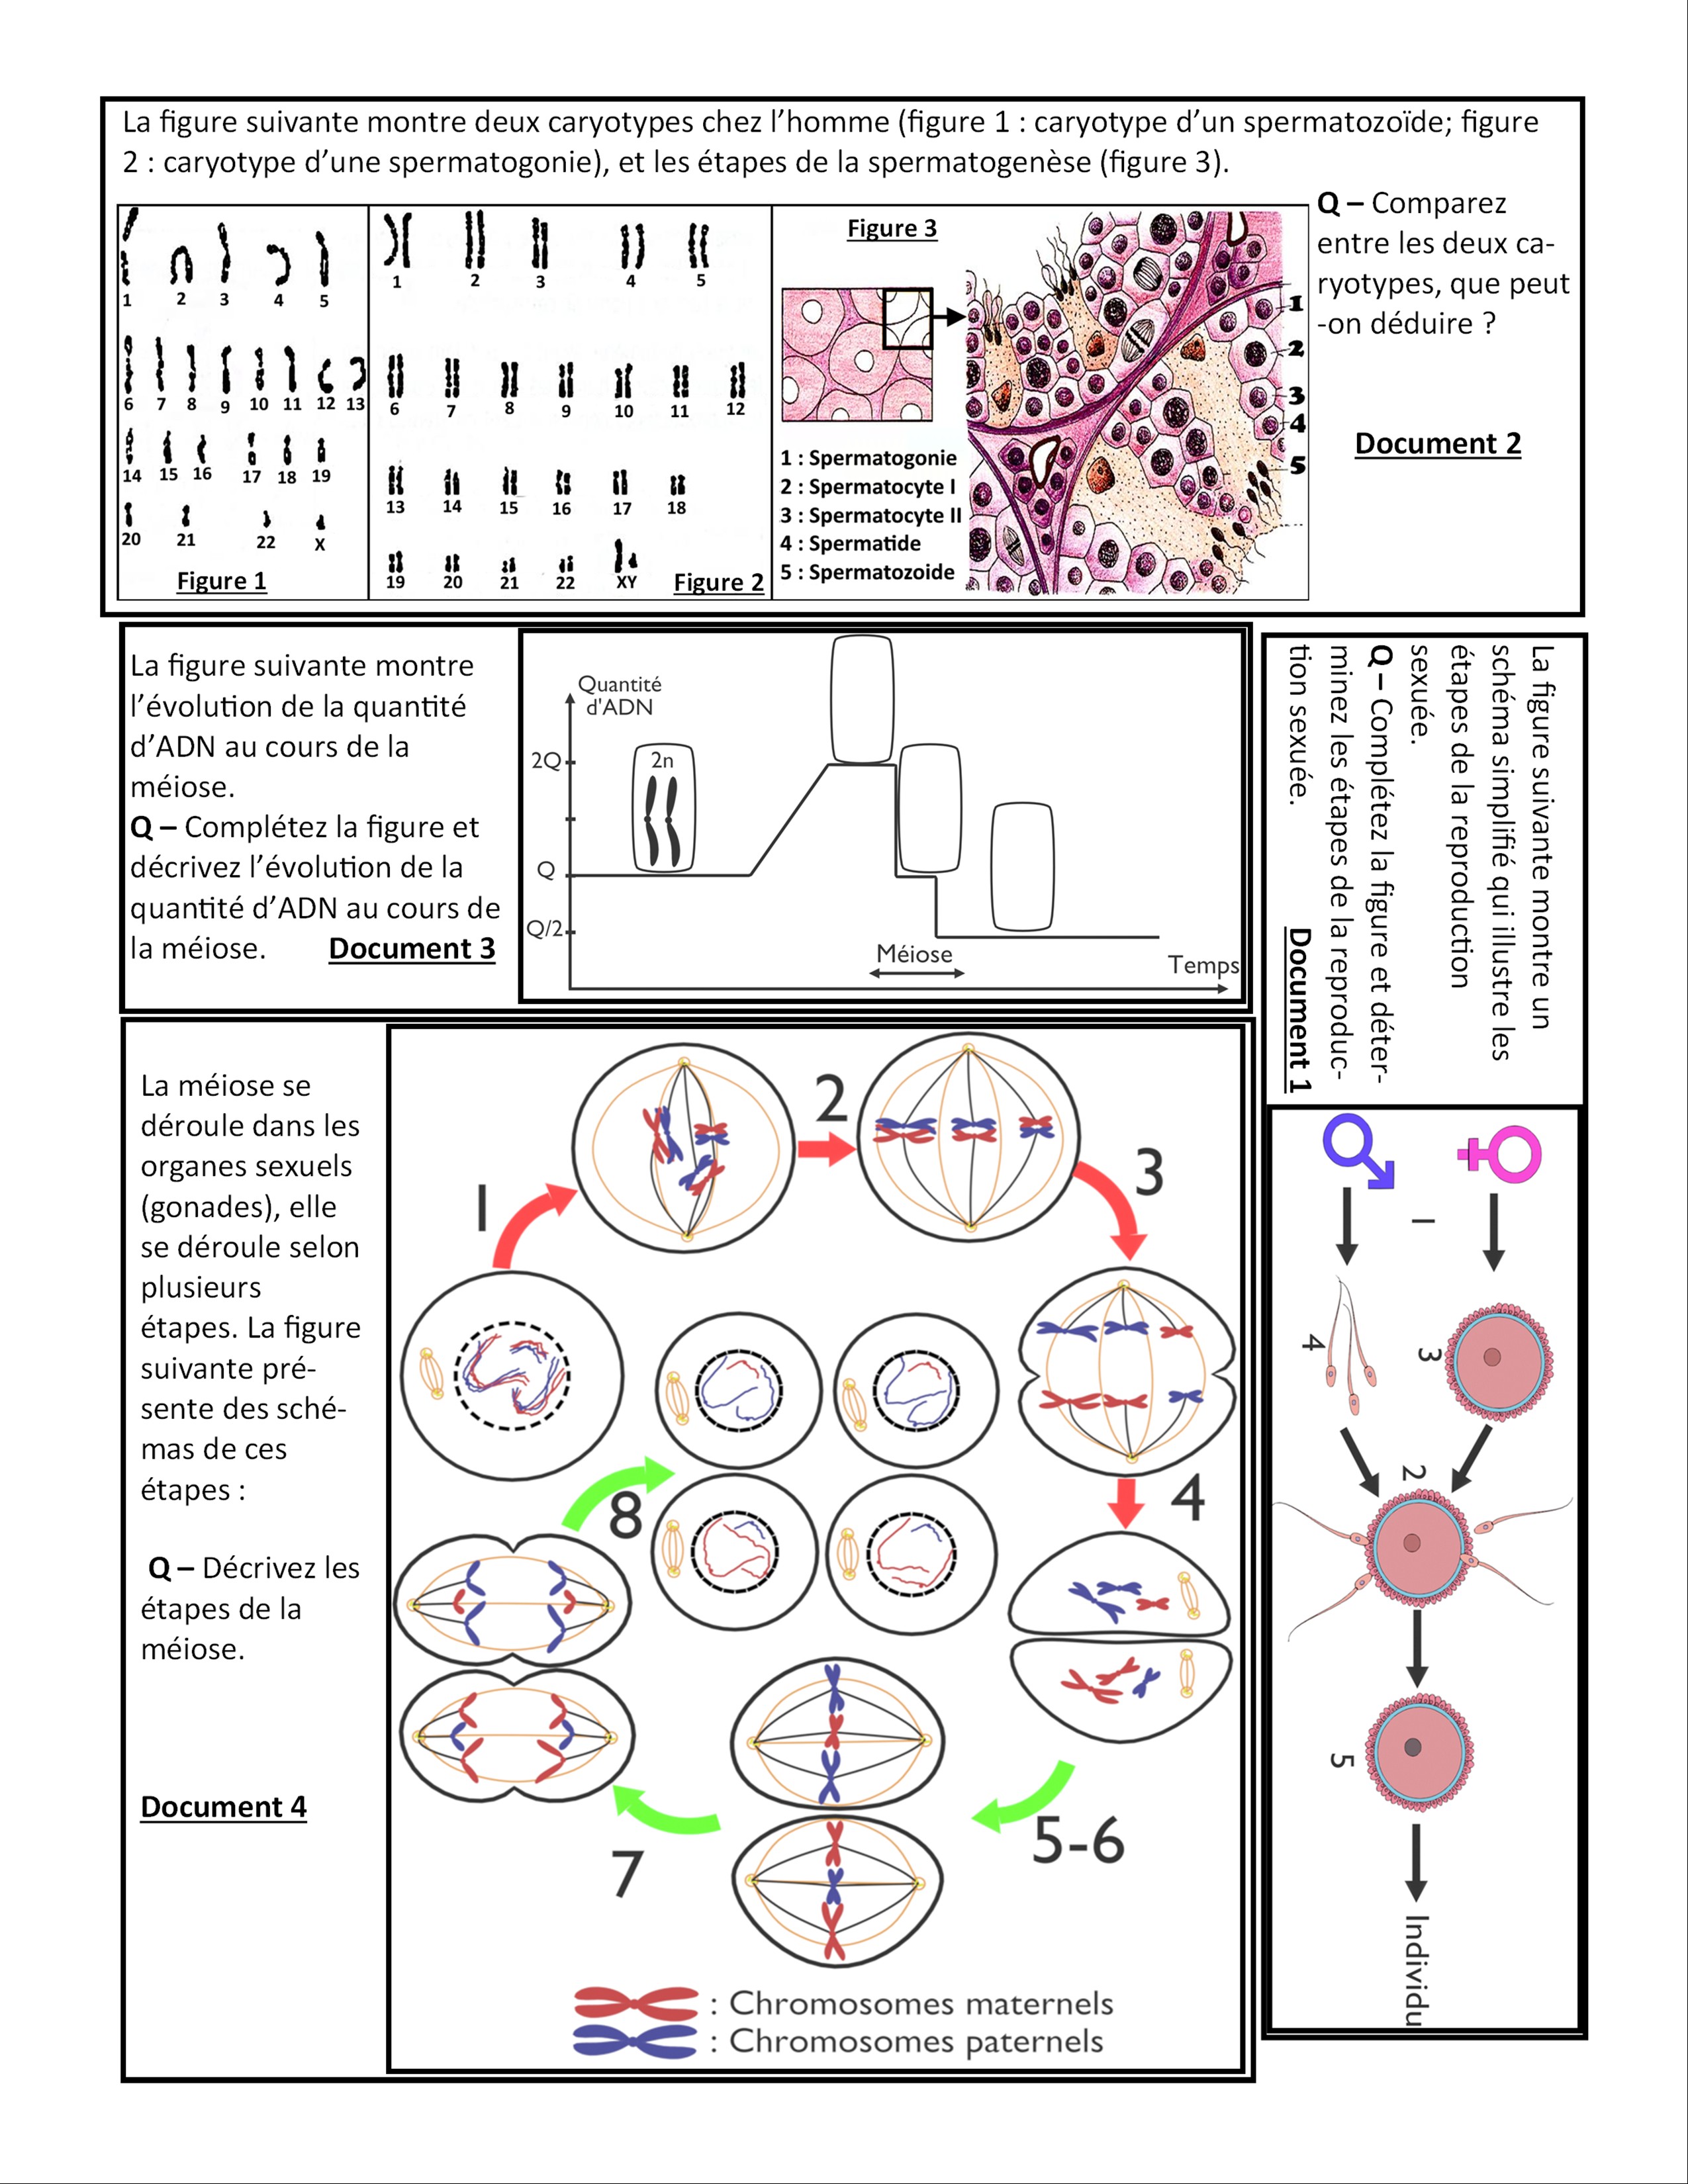 La figure suivante montre deux caryotypes chez l’homme (figure 1 : caryotype d’un spermatozoïde; figure
2 : caryotype d’une spermatogonie), et les étapes de la spermatogenèse (figure 3).
1 2 3 4 5
6 7 8 9 10 11 12 13
14 15 16 17 18 19
20 21 22 X
Figure 1
1 2 3 4 5
6 7 8 9 10 11 12
13 14 15 16 17 18
19 20 21 22 XY
Figure 2
Figure 3
1 : Spermatogonie
2 : Spermatocyte I
3 : Spermatocyte II
4 : Spermatide
5 : Spermatozoide
1
2
3
4
5
Q – Comparez
entre les deux ca-
ryotypes, que peut
-on déduire ?
Document 2
La figure suivante montre
l’évolution de la quantité
d’ADN au cours de la
méiose.
Q – Complétez la figure et
décrivez l’évolution de la
quantité d’ADN au cours de
la méiose. Document 3
Quantité
d'ADN
2Q
Q
Q/2
2n
Méiose
Temps
La figure suivante montre un
schéma simplifié qui illustre les
étapes de la reproduction
sexuée.
Q – Complétez la figure et déter-
minez les étapes de la reproduc-
tion sexuée. Document 1
1
3
4
2
5
Individu
La méiose se
déroule dans les
organes sexuels
(gonades), elle
se déroule selon
plusieurs
étapes. La figure
suivante pré-
sente des sché-
mas de ces
étapes :
Q – Décrivez les
étapes de la
méiose.
Document 4
1
2
3
4
5-6
7
8
: Chromosomes maternels
: Chromosomes paternels